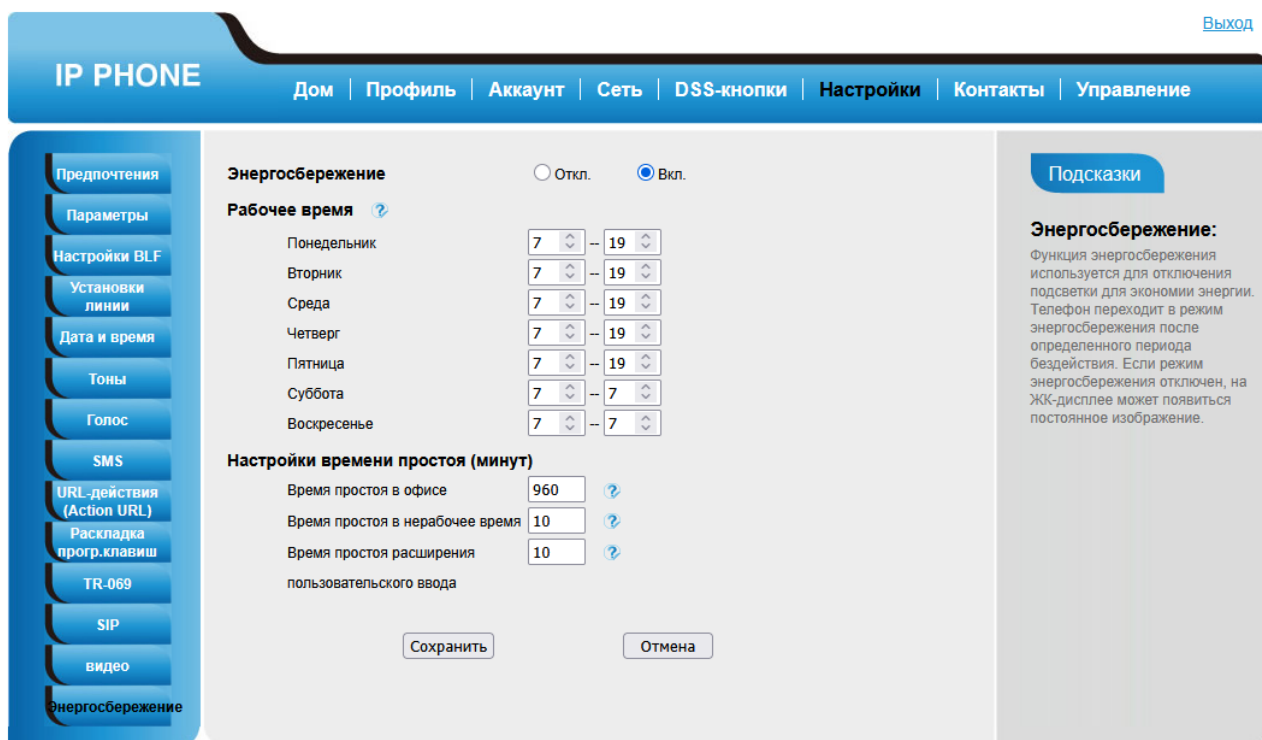 Выход
IP PHONE
Дом | Профиль | Аккаунт | Сеть | DSS-кнопки | Настройки | Контакты | Управление
Предпочтения
Параметры
Настройки BLF
Установки
линии
Дата и время
Тоны
Голос
SMS
URL-действия
(Action URL)
Раскладка
прогр.клавиш
TR-069
SIP
видео
Энергосбережение
Энергосбережение Откл. Вкл.
Рабочее время ?
Понедельник 7 -- 19
Вторник 7 -- 19
Среда 7 -- 19
Четверг 7 -- 19
Пятница 7 -- 19
Суббота 7 -- 7
Воскресенье 7 -- 7
Настройки времени простоя (минут)
Время простоя в офисе 960 ?
Время простоя в нерабочее время 10 ?
Время простоя расширения 10 ?
пользовательского ввода
Сохранить Отмена
Подсказки
Энергосбережение:
Функция энергосбережения
используется для отключения
подсветки для экономии энергии.
Телефон переходит в режим
энергосбережения после
определенного периода
бездействия. Если режим
энергосбережения отключен, на
ЖК-дисплее может появиться
постоянное изображение.